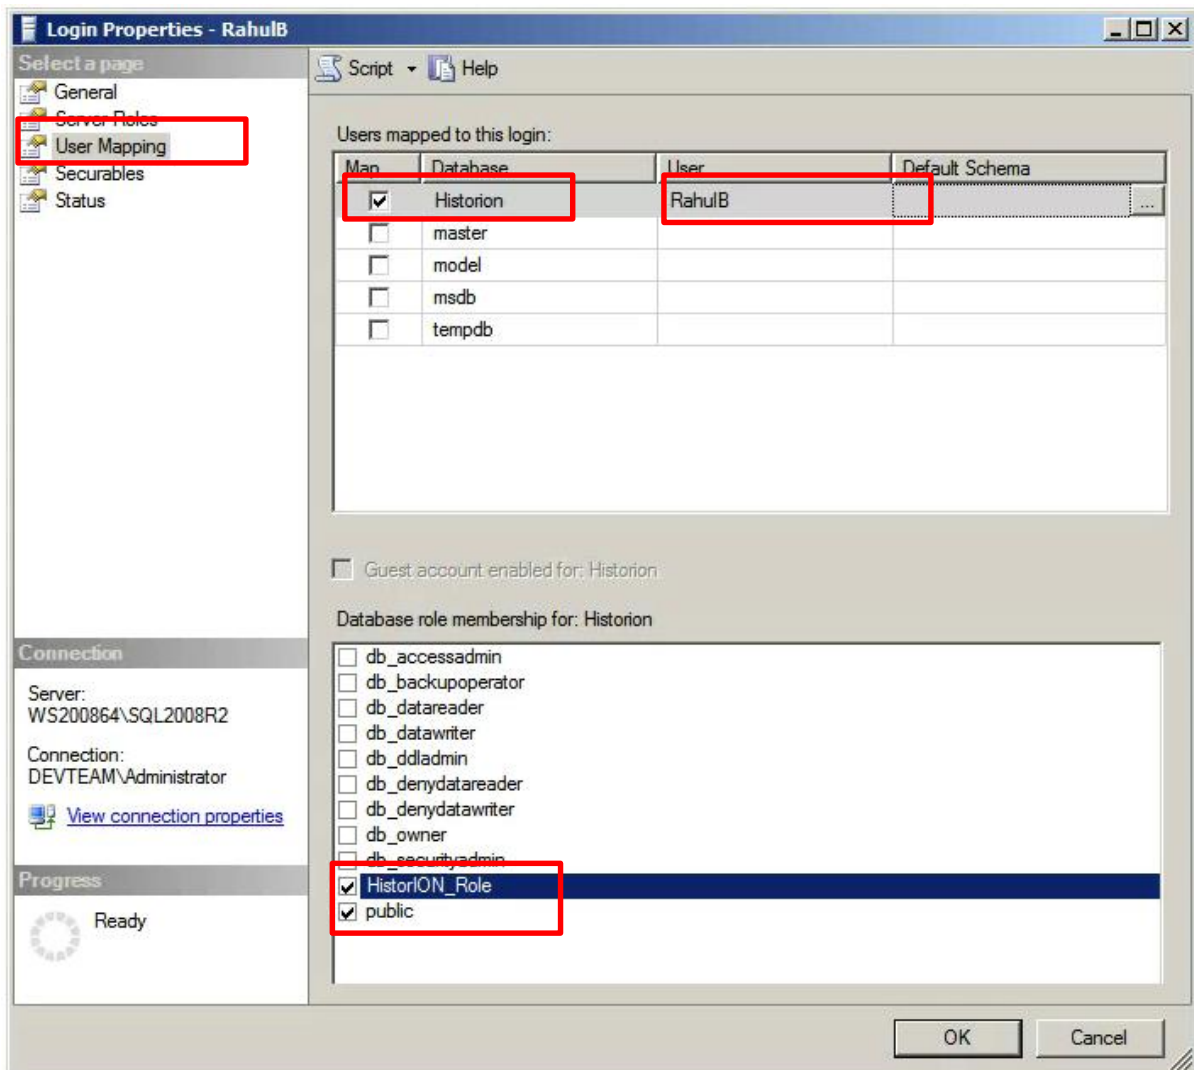 Login Properties - RahulB
Select a page
General
Server Roles
User Mapping
Securables
Status
Script Help
Users mapped to this login:
Map Database User Default Schema
Historion RahulB ...
master
model
msdb
tempdb
Guest account enabled for: Historion
Database role membership for: Historion
db_accessadmin
db_backupoperator
db_datareader
db_datawriter
db_ddladmin
db_denydatareader
db_denydatawriter
db_owner
db_securityadmin
HistorION_Role
public
Connection
Server:
WS200864\SQL2008R2
Connection:
DEVTEAM\Administrator
View connection properties
Progress
Ready
OK Cancel